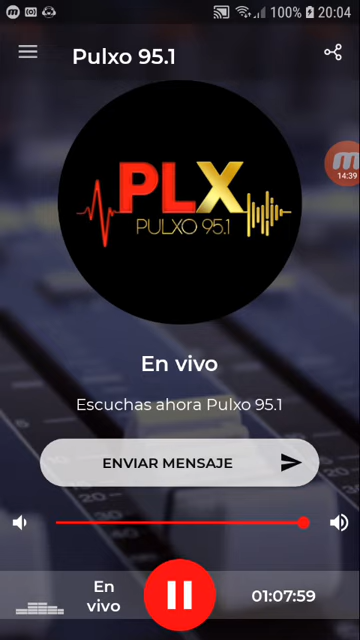 100% 20:04
Pulxo 95.1
14:39
PLX
PULXO 95.1
En vivo
Escuchas ahora Pulxo 95.1
ENVIAR MENSAJE
En
vivo
01:07:59